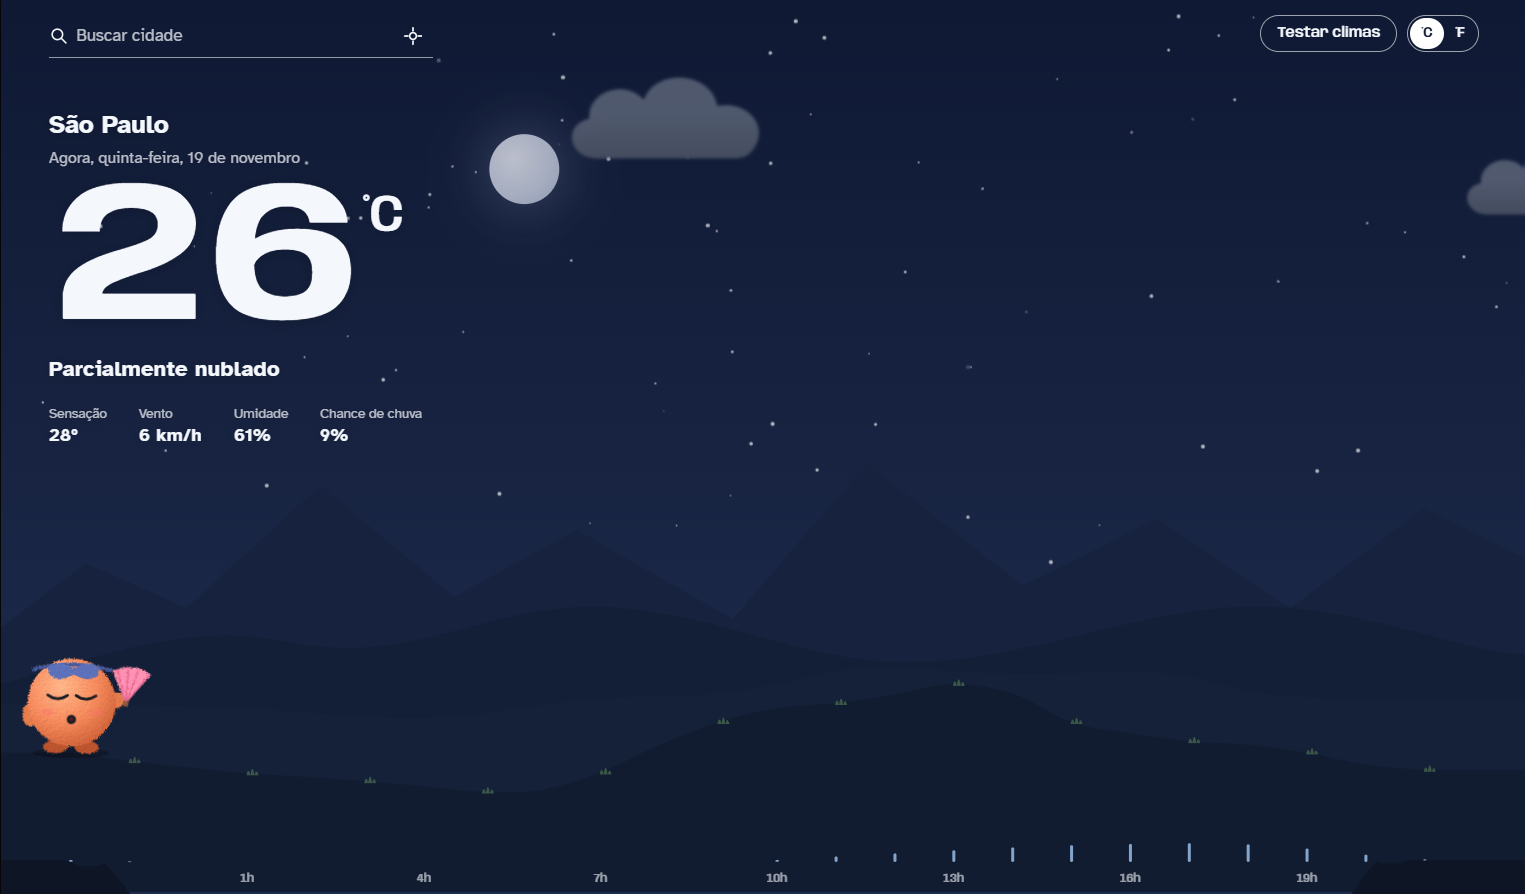 Buscar cidade
Testar climas
°C
°F
São Paulo
Agora, quinta-feira, 19 de novembro
26°C
Parcialmente nublado
Sensação Vento Umidade Chance de chuva
28° 6 km/h 61% 9%
1h 4h 7h 10h 13h 16h 19h